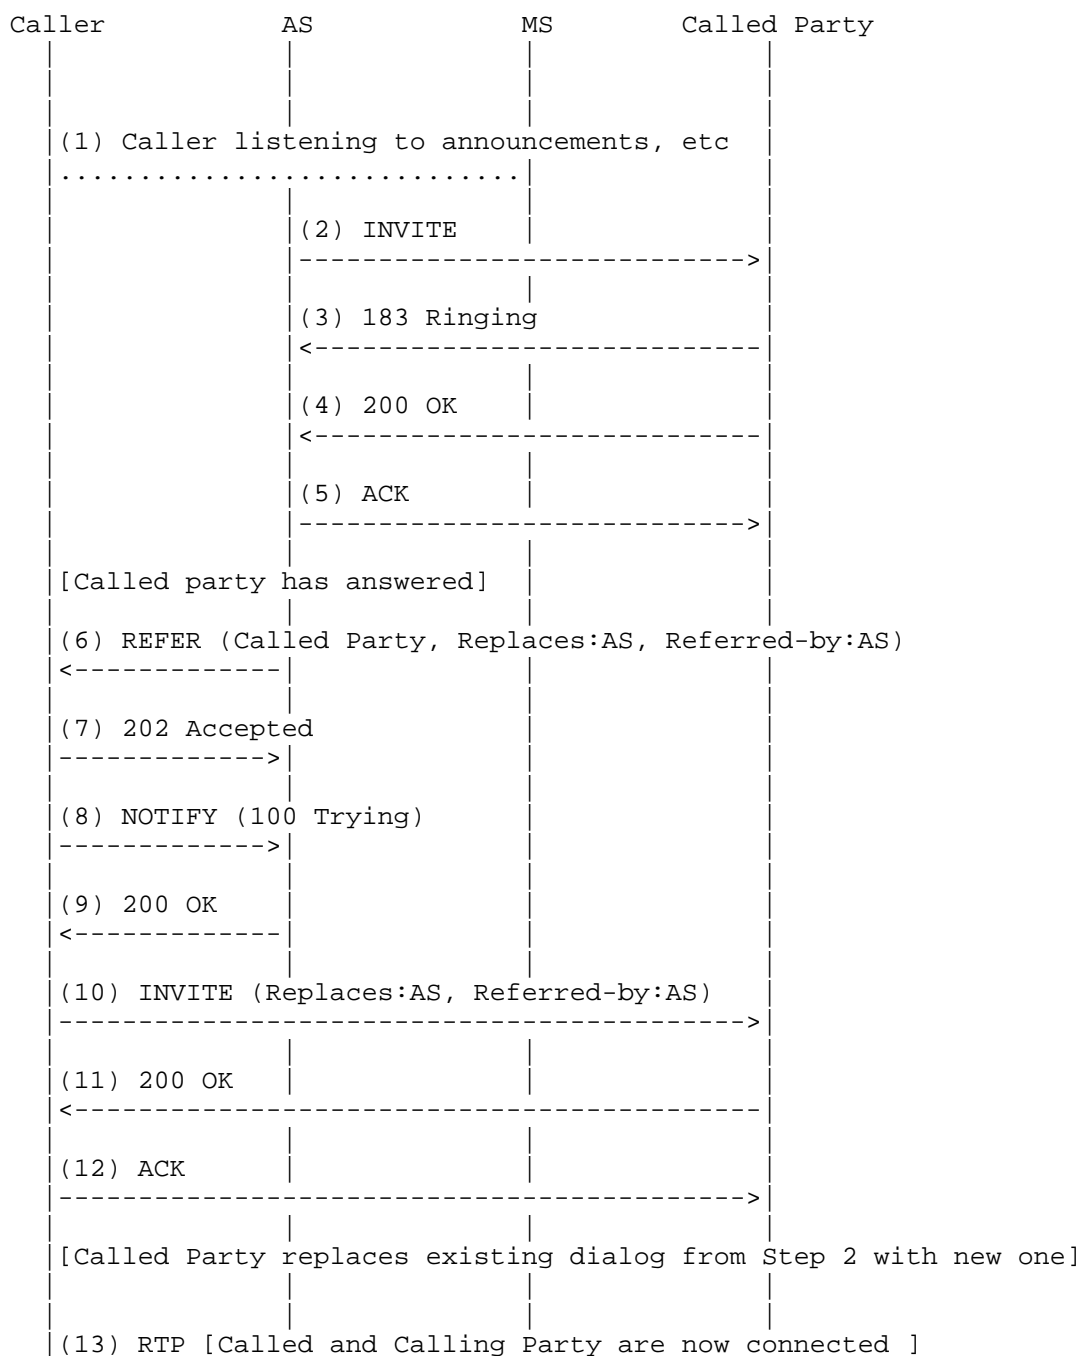 Caller AS MS Called Party
(1) Caller listening to announcements, etc
(2) INVITE
(3) 183 Ringing
(4) 200 OK
(5) ACK
[Called party has answered]
(6) REFER (Called Party, Replaces:AS, Referred-by:AS)
(7) 202 Accepted
(8) NOTIFY (100 Trying)
(9) 200 OK
(10) INVITE (Replaces:AS, Referred-by:AS)
(11) 200 OK
(12) ACK
[Called Party replaces existing dialog from Step 2 with new one]
(13) RTP [Called and Calling Party are now connected ]